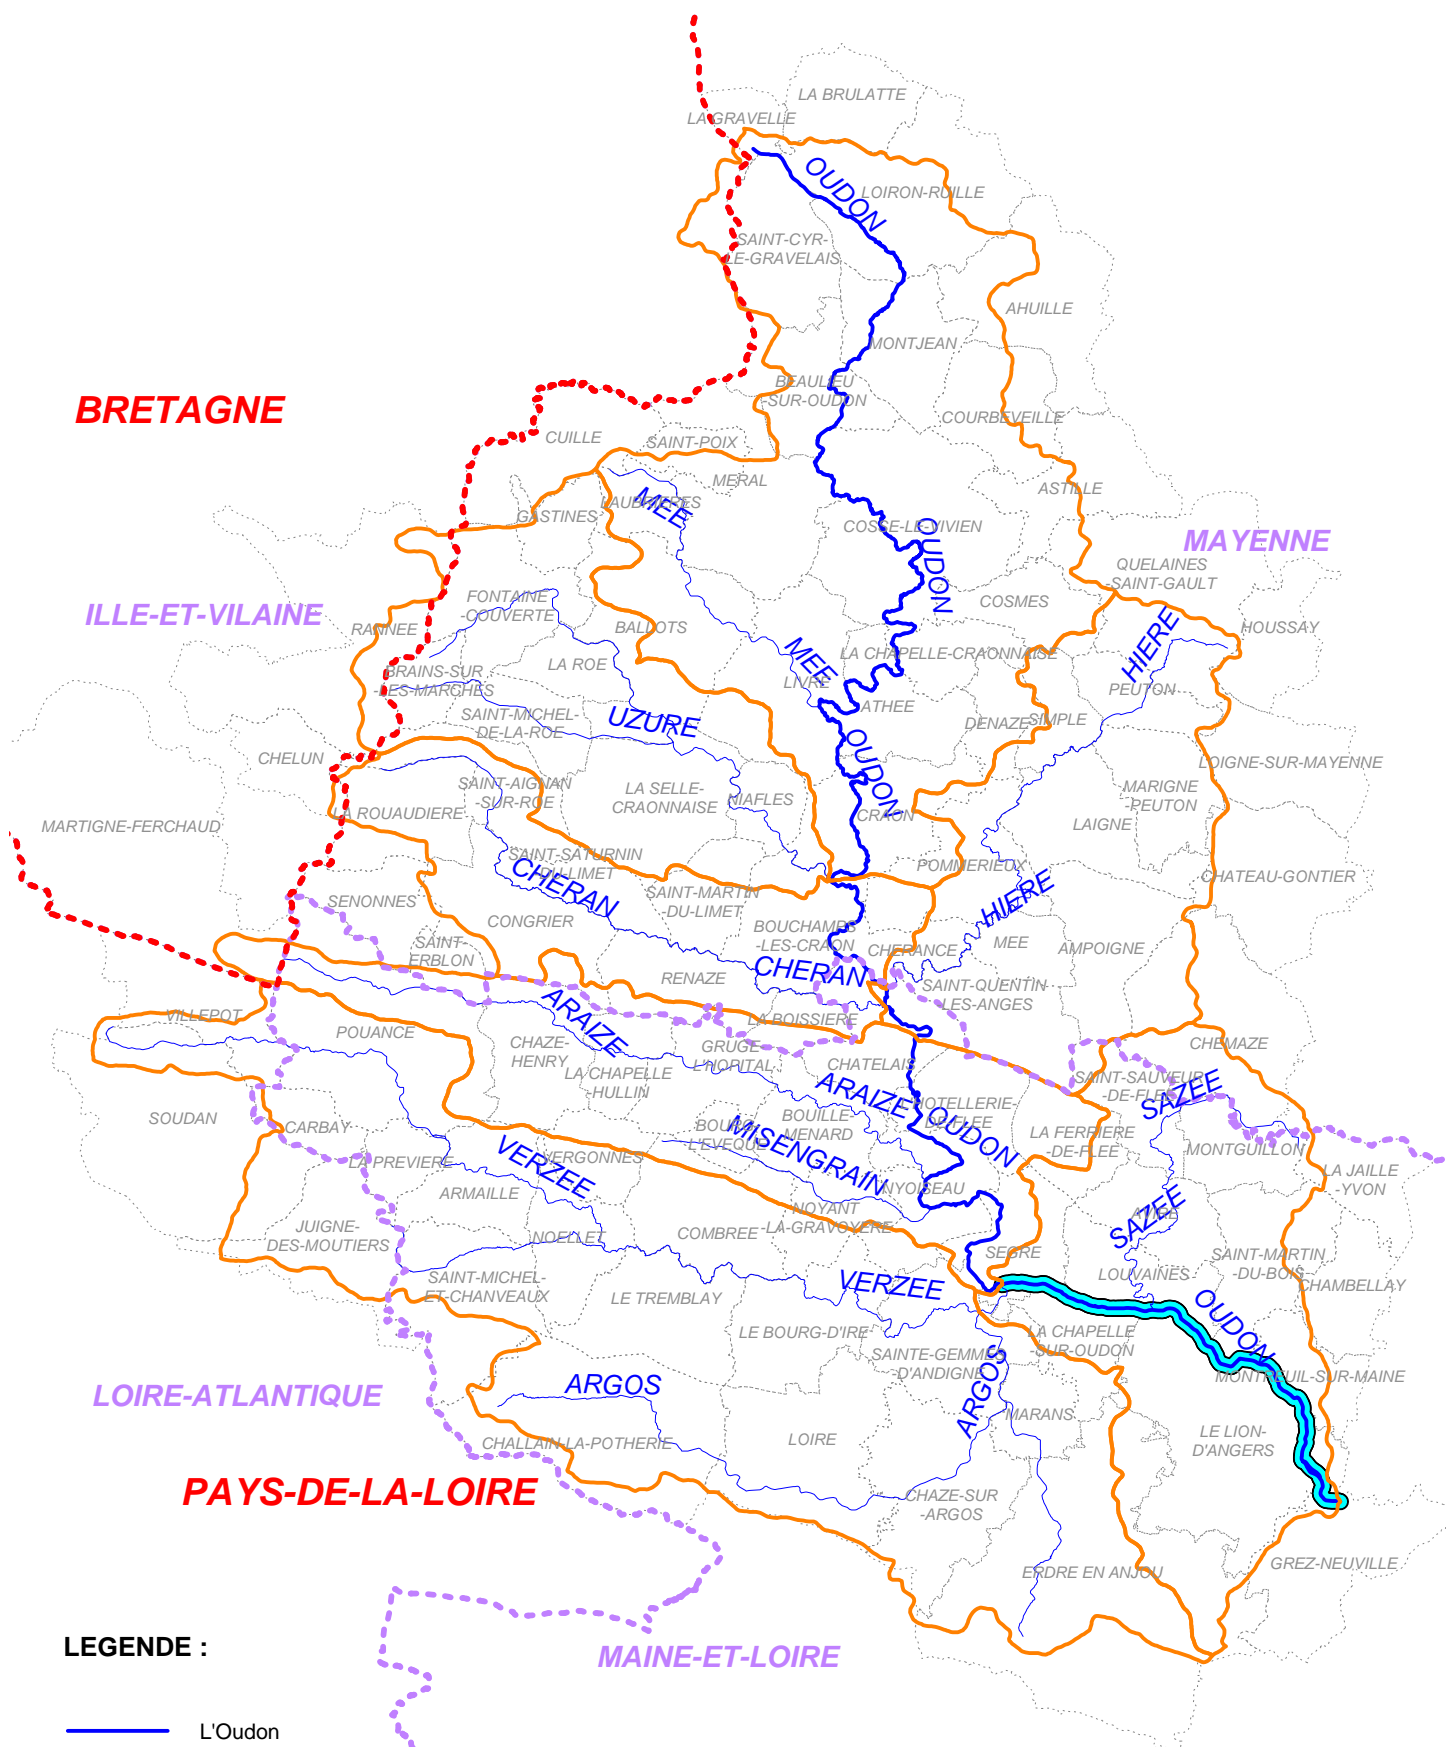 LA BRULATTE
LA GRAVELLE
OUDON
LOIRON-RUILLE
SAINT-CYR-
LE-GRAVELAIS
AHUILLE
MONTJEAN
BEAULIEU
-SUR-OUDON
BRETAGNE
COURBEVEILLE
CUILLE
SAINT-POIX
MERAL
ASTILLE
LAUBRIERES
MEE
GASTINES
COSSE-LE-VIVIEN
OUDON
MAYENNE
QUELAINES
-SAINT-GAULT
FONTAINE
-COUVERTE
COSMES
ILLE-ET-VILAINE
RANNEE
BALLOTS
HOUSSAY
HIERE
LA CHAPELLE-CRAONNAISE
MEE
LA ROE
BRAINS-SUR
-LES-MARCHES
LIVRE
PEUTON
ATHEE
SAINT-MICHEL-
DE-LA-ROE
UZURE
DENAZE
SIMPLE
CHELUN
OUDON
LOIGNE-SUR-MAYENNE
SAINT-AIGNAN
-SUR-ROE
LA SELLE-
CRAONNAISE
NIAFLES
MARIGNE
-PEUTON
LA ROUAUDIERE
CRAON
LAIGNE
MARTIGNE-FERCHAUD
SAINT-SATURNIN
-DU-LIMET
POMMERIEUX
CHATEAU-GONTIER
CHERAN
SAINT-MARTIN
-DU-LIMET
HIERE
SENONNES
CONGRIER
BOUCHAMPS
-LES-CRAON
CHERANCE
MEE
AMPOIGNE
SAINT-
ERBLON
RENAZE
CHERAN
SAINT-QUENTIN
-LES-ANGES
VILLEPOT
ARAIZE
LA BOISSIERE
POUANCE
CHAZE-
HENRY
GRUGE-
L'HOPITAL
CHEMAZE
CHATELAIS
LA CHAPELLE
-HULLIN
SAINT-SAUVEUR
-DE-FLEE
SAZEE
SOUDAN
ARAIZE
L'HOTELLERIE-
DE-FLEE
CARBAY
BOURG-
L'EVEQUE
BOUILLE
-MENARD
OUDON
LA FERRIERE
-DE-FLEE
MISENGRAIN
MONTGUILLON
LA PREVIERE
VERZEE
VERGONNES
LA JAILLE
-YVON
ARMAILLE
NYOISEAU
NOYANT
-LA-GRAVOYERE
AVIRE
SAZEE
JUIGNE-
DES-MOUTIERS
NOELLET
COMBREE
SEGRE
SAINT-MARTIN
-DU-BOIS
SAINT-MICHEL-
ET-CHANVEAUX
VERZEE
LOUVAINES
CHAMBELLAY
LE TREMBLAY
OUDON
LE BOURG-D'IRE
LA CHAPELLE
-SUR-OUDON
SAINTE-GEMMES
-D'ANDIGNE
MONTREUIL-SUR-MAINE
LOIRE-ATLANTIQUE
ARGOS
ARGOS
MARANS
CHALLAIN-LA-POTHERIE
LOIRE
LE LION-
D'ANGERS
PAYS-DE-LA-LOIRE
CHAZE-SUR
-ARGOS
ERDRE EN ANJOU
GREZ-NEUVILLE
LEGENDE :
MAINE-ET-LOIRE
L'Oudon